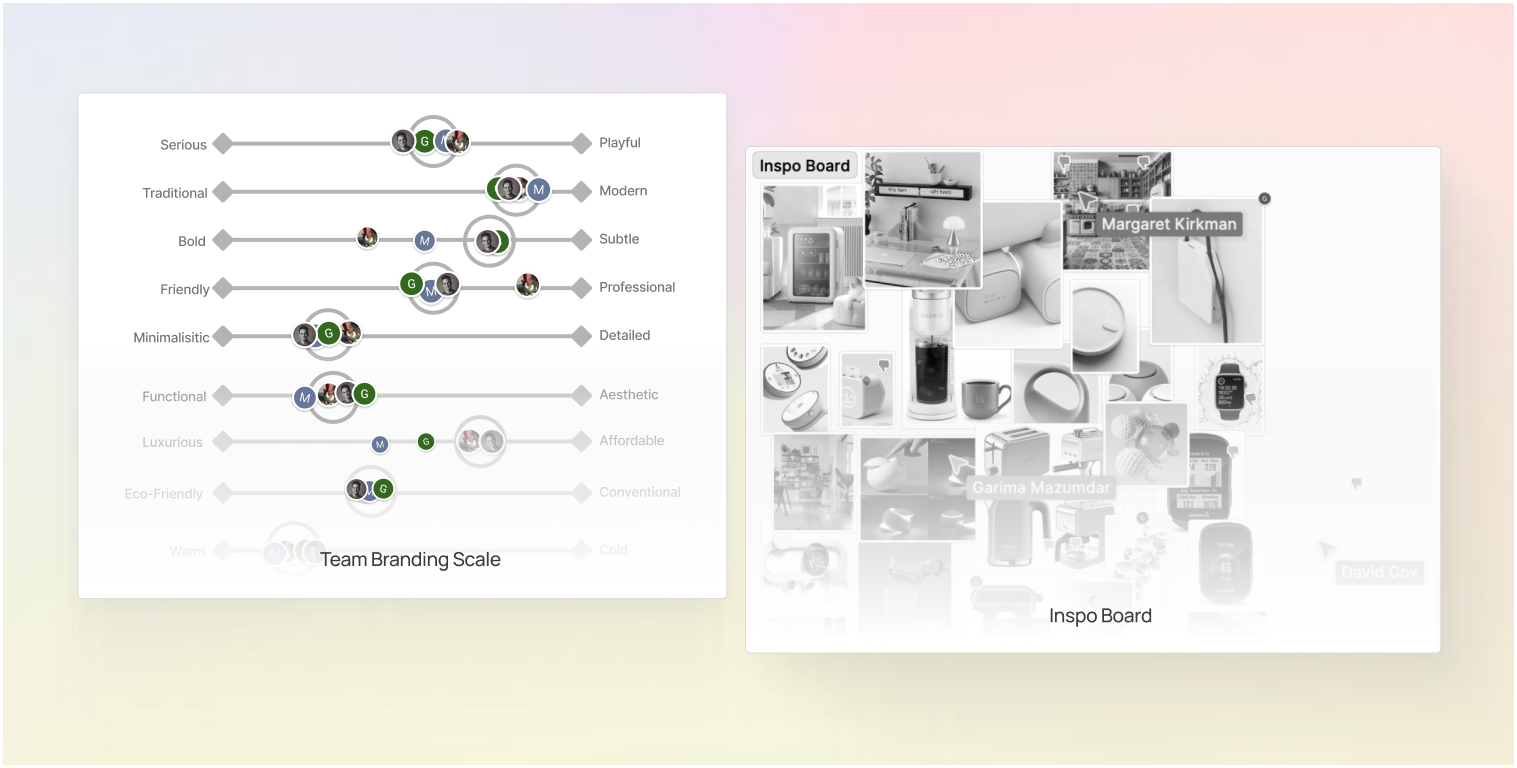 Serious
Playful
Traditional
Modern
Bold
Subtle
Friendly
Professional
Minimalisitic
Detailed
Functional
Aesthetic
Luxurious
Affordable
Eco-Friendly
Conventional
Warm
Cold
G
M
M
G
M
G
M
G
M
G
G
Team Branding Scale
Inspo Board
Margaret Kirkman
G
Garima Mazumdar
G
David Cox
Inspo Board